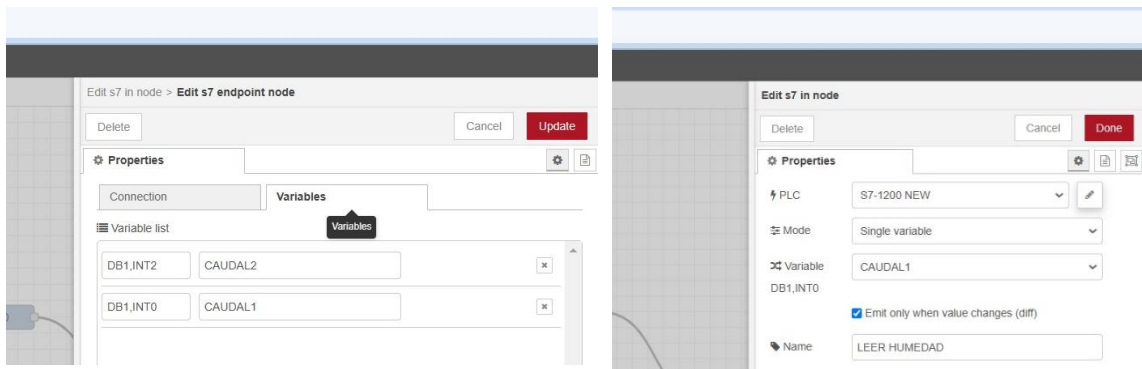 Edit s7 in node > Edit s7 endpoint node
Delete
Cancel
Update
Properties
Connection
Variables
Variable list
Variables
DB1,INT2
CAUDAL2
DB1,INT0
CAUDAL1
Edit s7 in node
Delete
Cancel
Done
Properties
PLC
S7-1200 NEW
Mode
Single variable
Variable
CAUDAL1
DB1,INT0
Emit only when value changes (diff)
Name
LEER HUMEDAD